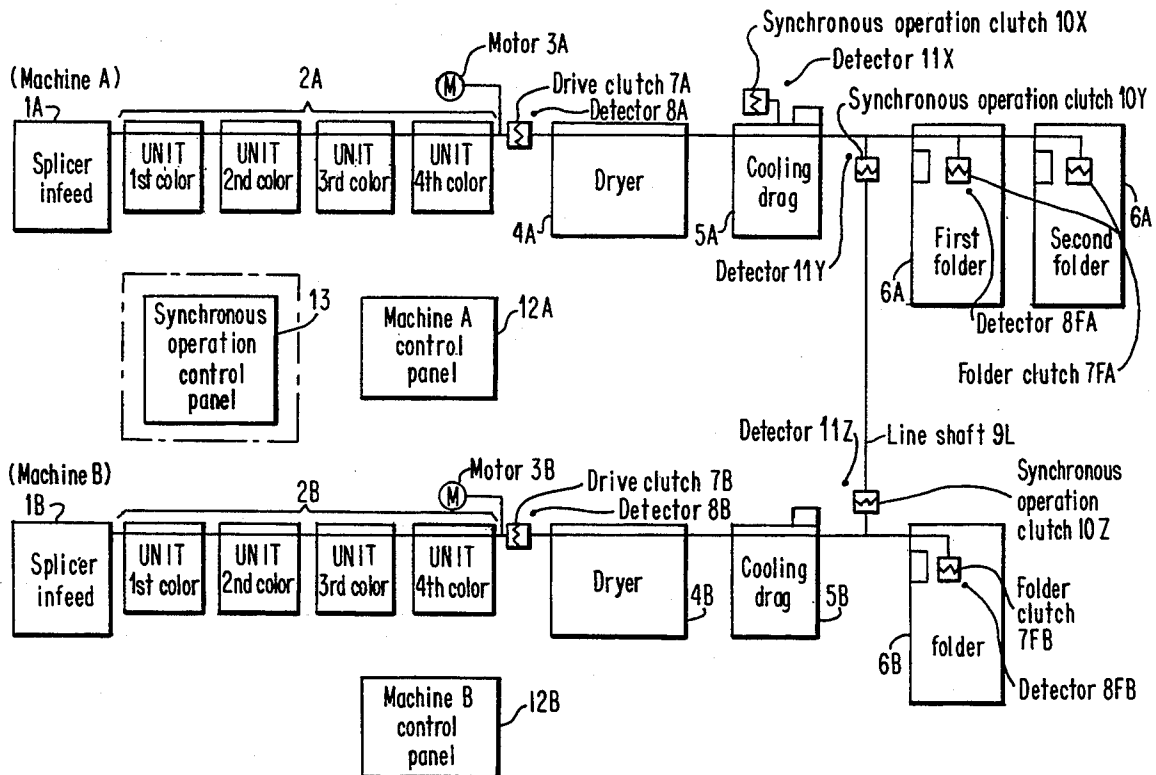 Synchronous operation clutch 10X
Motor 3A
Detector 11X
(Machine A)
2A
M
Drive clutch 7A
Synchronous operation clutch 10Y
1A
Detector 8A
Splicer
infeed
UNIT
1st color
UNIT
2nd color
UNIT
3rd color
UNIT
4th color
Dryer
Cooling
drag
4A
5A
6A
First
folder
Second
folder
Detector 11Y
6A
13
12A
Detector 8FA
Synchronous
operation
control
panel
Machine A
control
panel
Folder clutch 7FA
Detector 11Z
Line shaft 9L
(Machine B)
Motor 3B
1B
2B
M
Drive clutch 7B
Detector 8B
Synchronous
operation
clutch 10Z
Splicer
infeed
UNIT
1st color
UNIT
2nd color
UNIT
3rd color
UNIT
4th color
Dryer
Cooling
drag
4B
5B
Folder
clutch
7FB
6B
folder
Detector 8FB
Machine B
control
panel
12B